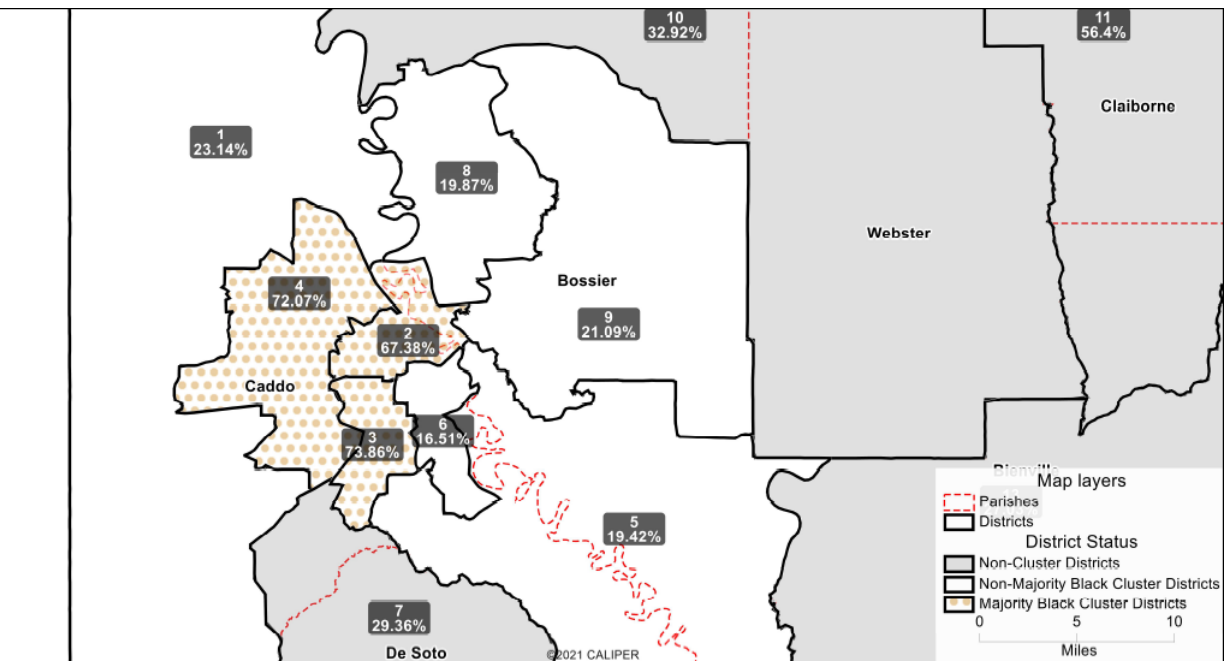 10
32.92%
11
56.4%
Claiborne
1
23.14%
8
19.87%
Webster
Bossier
4
72.07%
9
21.09%
2
67.38%
Caddo
6
16.51%
3
73.86%
Bienville
Map layers
Parishes
Districts
District Status
Non-Cluster Districts
Non-Majority Black Cluster Districts
Majority Black Cluster Districts
0 5 10
Miles
5
19.42%
7
29.36%
De Soto
©2021 CALIPER